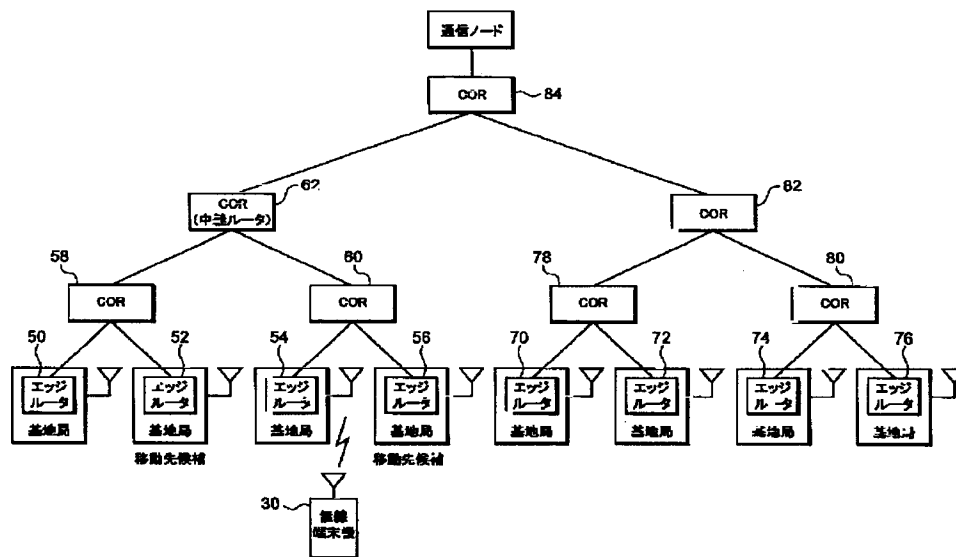 通信ノード
COR
84
62
COR
(中継ルータ)
82
COR
58
COR
60
COR
78
COR
80
COR
50
エッジ
ルータ
基地局
52
エッジ
ルータ
基地局
移動先候補
54
エッジ
ルータ
基地局
56
エッジ
ルータ
基地局
移動先候補
70
エッジ
ルータ
基地局
72
エッジ
ルータ
基地局
74
エッジ
ルータ
基地局
76
エッジ
ルータ
基地局
30
無線
端末機